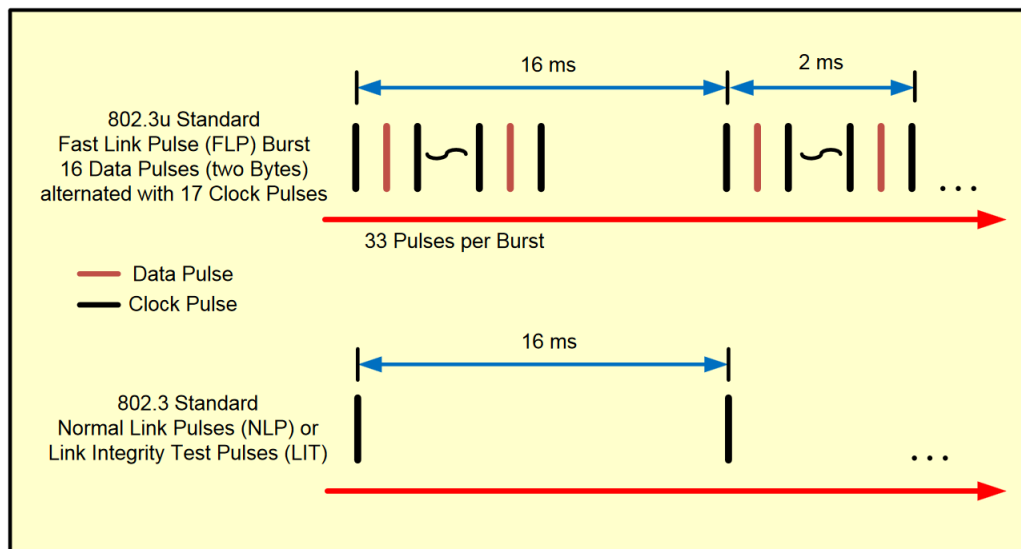 16 ms
2 ms
802.3u Standard
Fast Link Pulse (FLP) Burst
16 Data Pulses (two Bytes)
alternated with 17 Clock Pulses
...
33 Pulses per Burst
Data Pulse
Clock Pulse
16 ms
802.3 Standard
Normal Link Pulses (NLP) or
Link Integrity Test Pulses (LIT)
...